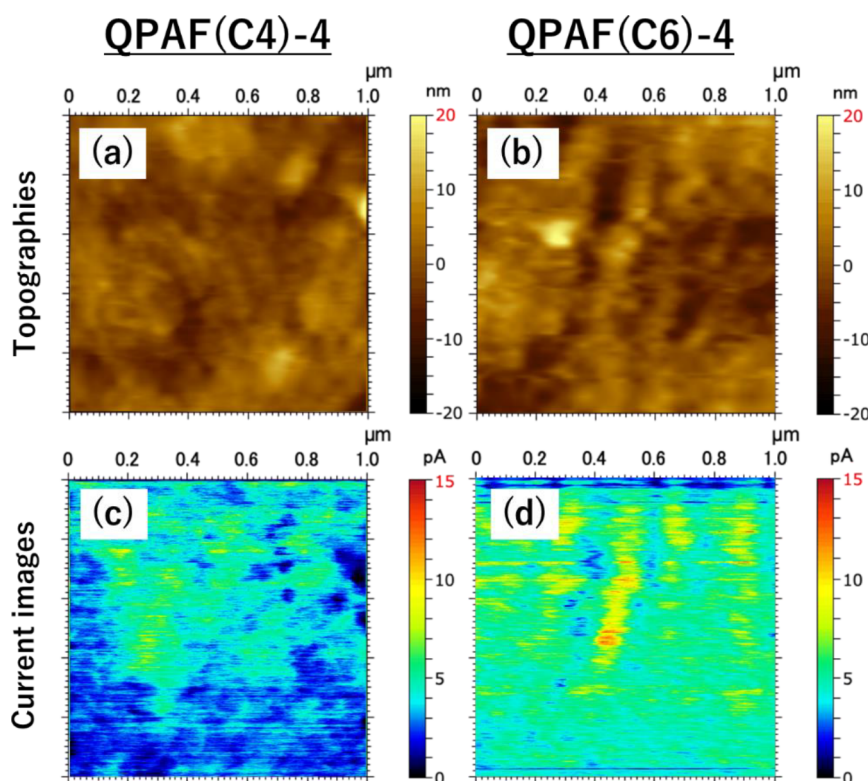 QPAF(C4)-4 QPAF(C6)-4
μm μm
0 0.2 0.4 0.6 0.8 1.0 nm 0 0.2 0.4 0.6 0.8 1.0 nm
(a) 20 (b) 20
10 10
Topographies 0 0
-10 -10
-20 -20
μm μm
0 0.2 0.4 0.6 0.8 1.0 pA 0 0.2 0.4 0.6 0.8 1.0 pA
(c) 15 (d) 15
10 10
Current images 5 5
0 0